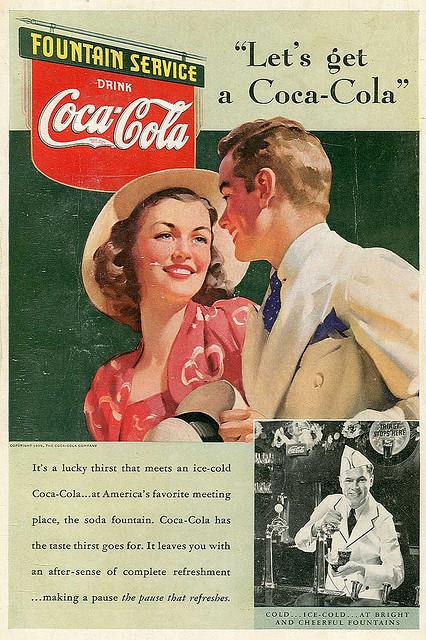 FOUNTAIN SERVICE
DRINK
Coca-Cola
"Let's get
a Coca-Cola"
THIRST
STOPS HERE
It's a lucky thirst that meets an ice-cold
Coca-Cola...at America's favorite meeting
place, the soda fountain. Coca-Cola has
the taste thirst goes for. It leaves you with
an after-sense of complete refreshment
...making a pause the pause that refreshes.
COLD...ICE-COLD...AT BRIGHT
AND CHEERFUL FOUNTAINS